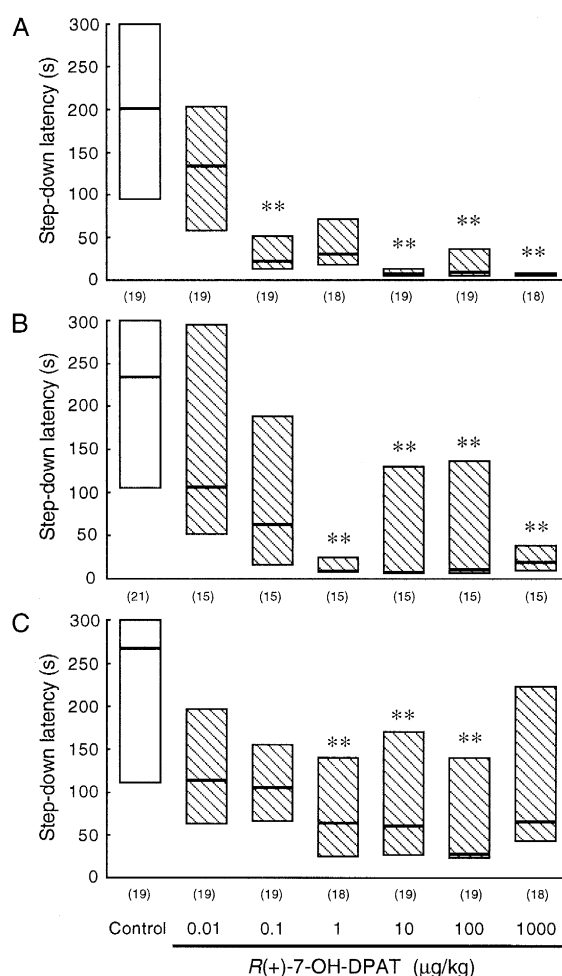 A
Step-down latency (s)
300
250
200
150
100
50
0
**
**
**
**
(19) (19) (19) (18) (19) (19) (18)
B
Step-down latency (s)
300
250
200
150
100
50
0
**
**
**
**
(21) (15) (15) (15) (15) (15) (15)
C
Step-down latency (s)
300
250
200
150
100
50
0
**
**
**
(19) (19) (19) (18) (19) (19) (18)
Control 0.01 0.1 1 10 100 1000
R(+)-7-OH-DPAT (μg/kg)